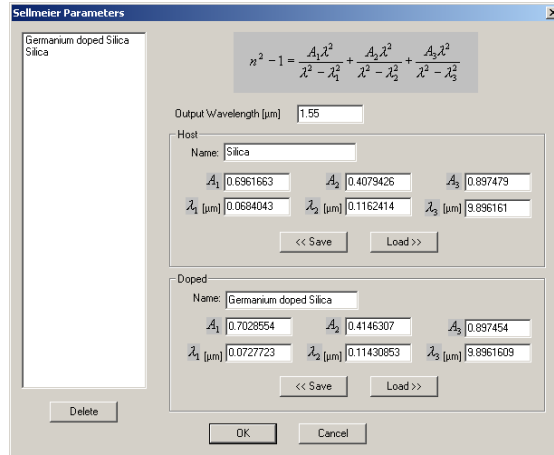 Sellmeier Parameters
Germanium doped Silica
Silica
n² − 1 = A₁λ²/(λ² − λ₁²) + A₂λ²/(λ² − λ₂²) + A₃λ²/(λ² − λ₃²)
Output Wavelength [µm] 1.55
Host
Name: Silica
A₁ 0.6961663 A₂ 0.4079426 A₃ 0.897479
λ₁ [µm] 0.0684043 λ₂ [µm] 0.1162414 λ₃ [µm] 9.896161
<< Save Load >>
Doped
Name: Germanium doped Silica
A₁ 0.7028554 A₂ 0.4146307 A₃ 0.897454
λ₁ [µm] 0.0727723 λ₂ [µm] 0.11430853 λ₃ [µm] 9.8961609
<< Save Load >>
Delete
OK Cancel